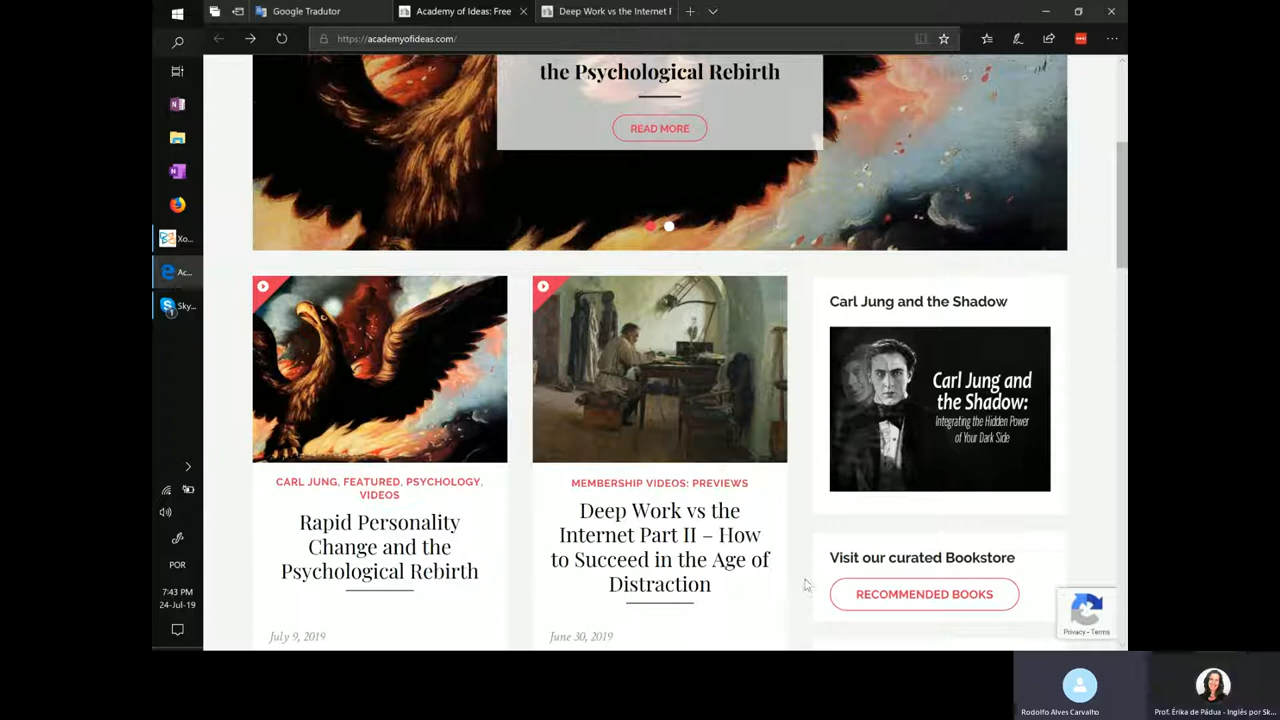 Google Tradutor
Academy of Ideas: Free
Deep Work vs the Internet F
https://academyofideas.com/
the Psychological Rebirth
READ MORE
CARL JUNG, FEATURED, PSYCHOLOGY,
VIDEOS
Rapid Personality
Change and the
Psychological Rebirth
July 9, 2019
MEMBERSHIP VIDEOS: PREVIEWS
Deep Work vs the
Internet Part II – How
to Succeed in the Age of
Distraction
June 30, 2019
Carl Jung and the Shadow
Carl Jung and
the Shadow:
Integrating the Hidden Power
of Your Dark Side
Visit our curated Bookstore
RECOMMENDED BOOKS
Privacy - Terms
Xo...
Ac...
Sky...
1
POR
7:43 PM
24-Jul-19
Rodolfo Alves Carvalho
Prof. Érika de Pádua - Inglês por Sk...